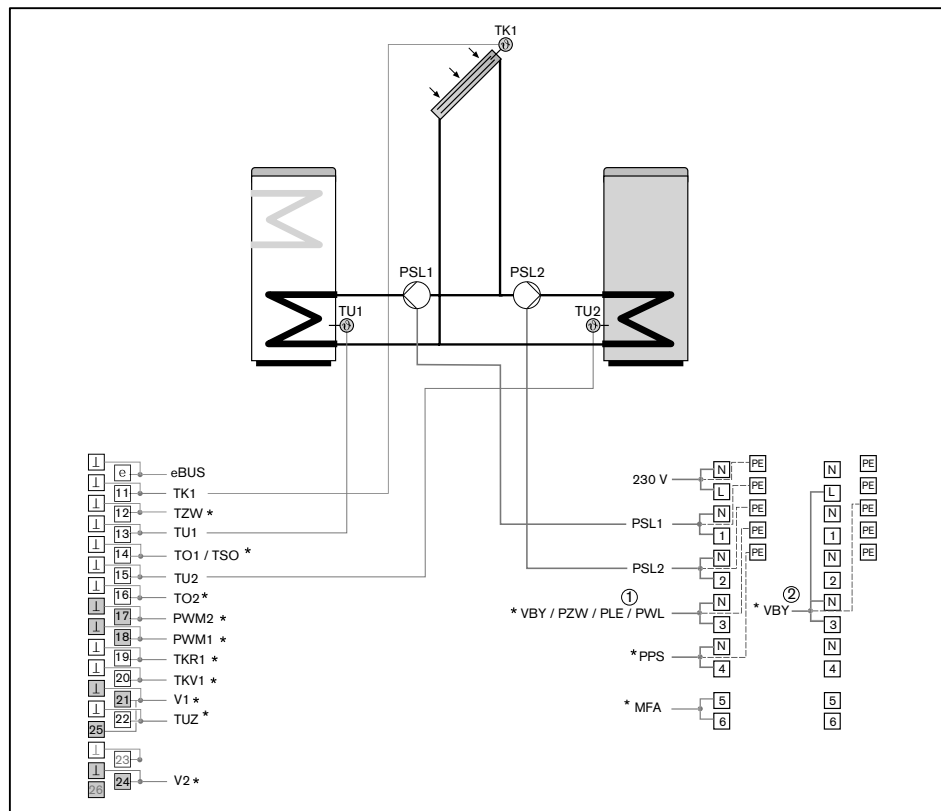 TK1
PSL1 PSL2
TU1 TU2
⊥
e eBUS
⊥
11 TK1
⊥
12 TZW *
⊥
13 TU1
⊥
14 TO1 / TSO *
⊥
15 TU2
⊥
16 TO2 *
⊥
17 PWM2 *
⊥
18 PWM1 *
⊥
19 TKR1 *
⊥
20 TKV1 *
⊥
21 V1 *
⊥
22 TUZ *
25
⊥
23
⊥
24 V2 *
26
230 V N PE
L PE
PSL1 N PE
1 PE
PSL2 N PE
2
① * VBY / PZW / PLE / PWL N
3
* PPS N
4
* MFA 5
6
② * VBY
N PE
L PE
N PE
1 PE
N PE
2
N
3
N
4
5
6